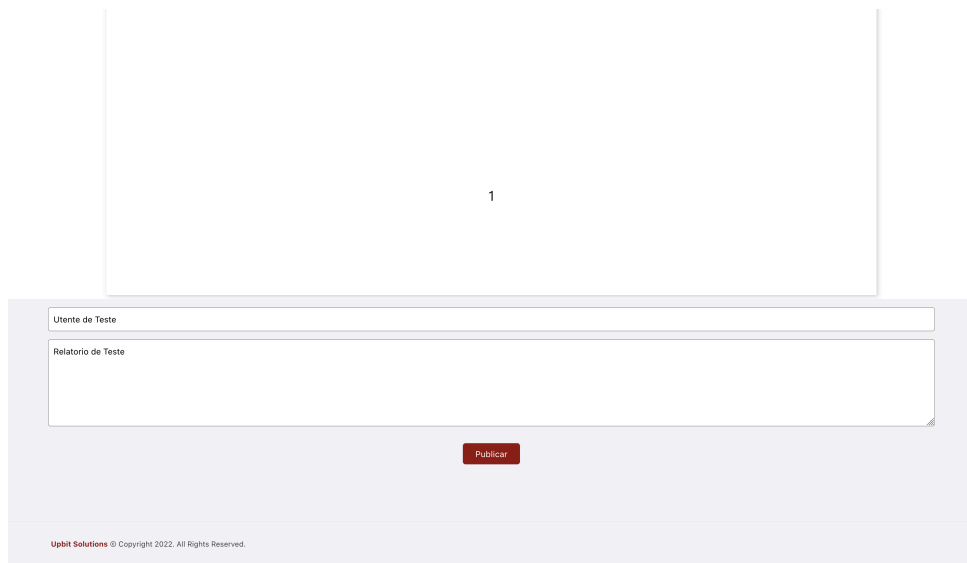 1
Utente de Teste
Relatorio de Teste
Publicar
Upbit Solutions © Copyright 2022. All Rights Reserved.